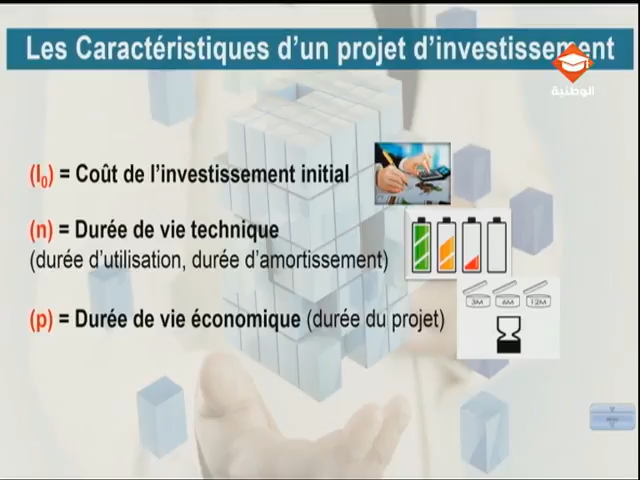 Les Caractéristiques d'un projet d'investissement
الوطنية
(I₀) = Coût de l'investissement initial
(n) = Durée de vie technique
(durée d'utilisation, durée d'amortissement)
(p) = Durée de vie économique (durée du projet)
3M 6M 12M